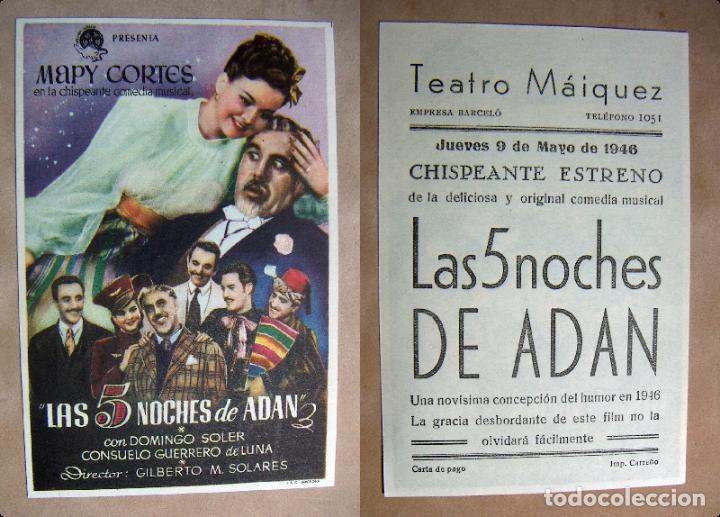 PRESENTA
MAPY CORTES
en la chispeante comedia musical
"LAS 5 NOCHES de ADAN"
con DOMINGO SOLER
CONSUELO GUERRERO de LUNA
Director: GILBERTO M. SOLARES
Teatro Máiquez
EMPRESA BARCELÓ TELÉFONO 1051
Jueves 9 de Mayo de 1946
CHISPEANTE ESTRENO
de la deliciosa y original comedia musical
Las 5 noches
DE ADAN
Una novísima concepción del humor en 1946
La gracia desbordante de este film no la
olvidará fácilmente
Carta de pago Imp. Carreño
todocoleccion